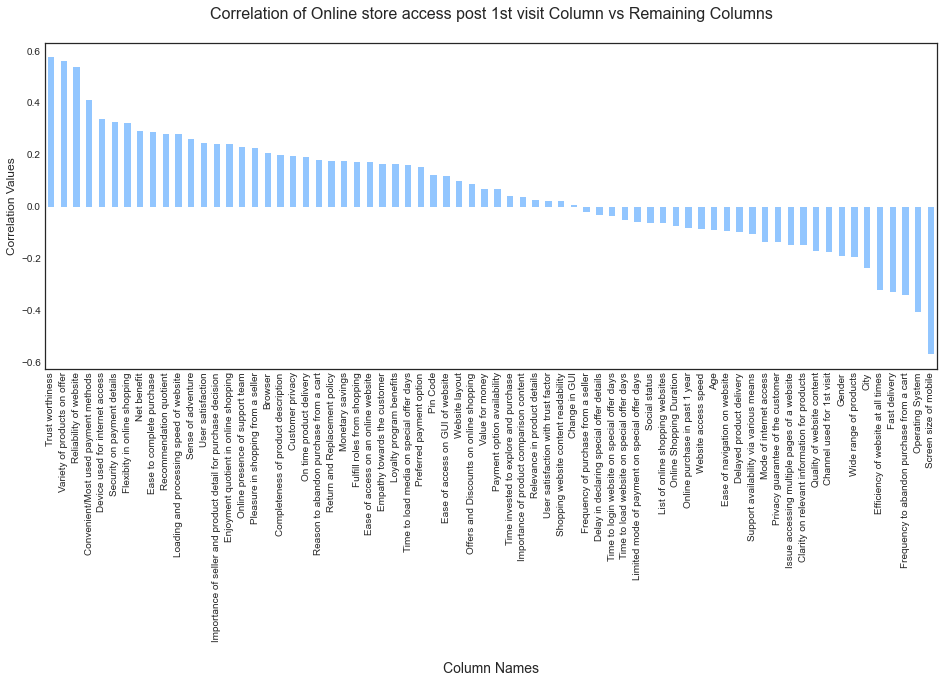 Correlation of Online store access post 1st visit Column vs Remaining Columns
Correlation Values
0.6
0.4
0.2
0.0
−0.2
−0.4
−0.6
Trust worthiness
Variety of products on offer
Reliability of website
Convenient/Most used payment methods
Device used for internet access
Security on payment details
Flexibilty in online shopping
Net benefit
Ease to complete purchase
Recommendation quotient
Loading and processing speed of website
Sense of adventure
User satisfaction
Importance of seller and product detail for purchase decision
Enjoyment quotient in online shopping
Online presence of support team
Pleasure in shopping from a seller
Browser
Completeness of product description
Customer privacy
On time product delivery
Reason to abandon purchase from a cart
Return and Replacement policy
Monetary savings
Fulfill roles from shopping
Ease of access on an online website
Empathy towards the customer
Loyalty program benefits
Time to load media on special offer days
Preferred payment option
Pin Code
Ease of access on GUI of website
Website layout
Offers and Discounts on online shopping
Value for money
Payment option availability
Time invested to explore and purchase
Importance of product comparison content
Relevance in product details
User satisfaction with trust factor
Shopping website content readability
Change in GUI
Frequency of purchase from a seller
Delay in declaring special offer details
Time to login website on special offer days
Time to load website on special offer days
Limited mode of payment on special offer days
Social status
List of online shopping websites
Online Shopping Duration
Online purchase in past 1 year
Website access speed
Age
Ease of navigation on website
Delayed product delivery
Support availability via various means
Mode of internet access
Privacy guarantee of the customer
Issue accessing multiple pages of a website
Clarity on relevant information for products
Quality of website content
Channel used for 1st visit
Gender
Wide range of products
City
Efficiency of website at all times
Fast delivery
Frequency to abandon purchase from a cart
Operating System
Screen size of mobile
Column Names